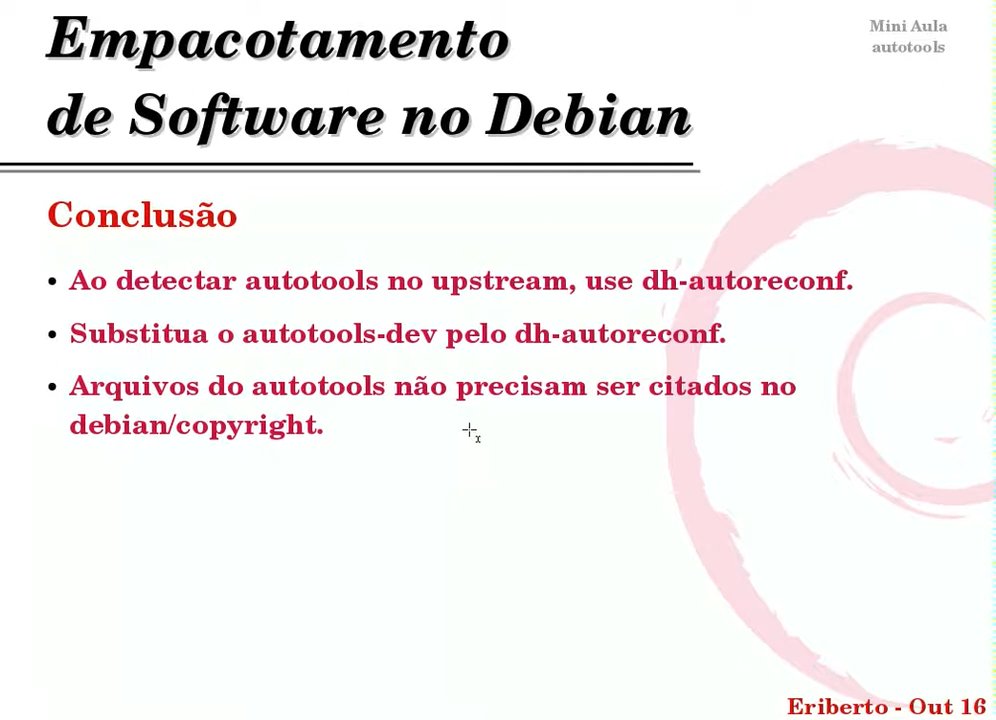 Empacotamento
de Software no Debian
Mini Aula
autotools
Conclusão
• Ao detectar autotools no upstream, use dh-autoreconf.
• Substitua o autotools-dev pelo dh-autoreconf.
• Arquivos do autotools não precisam ser citados no
debian/copyright.
Eriberto - Out 16